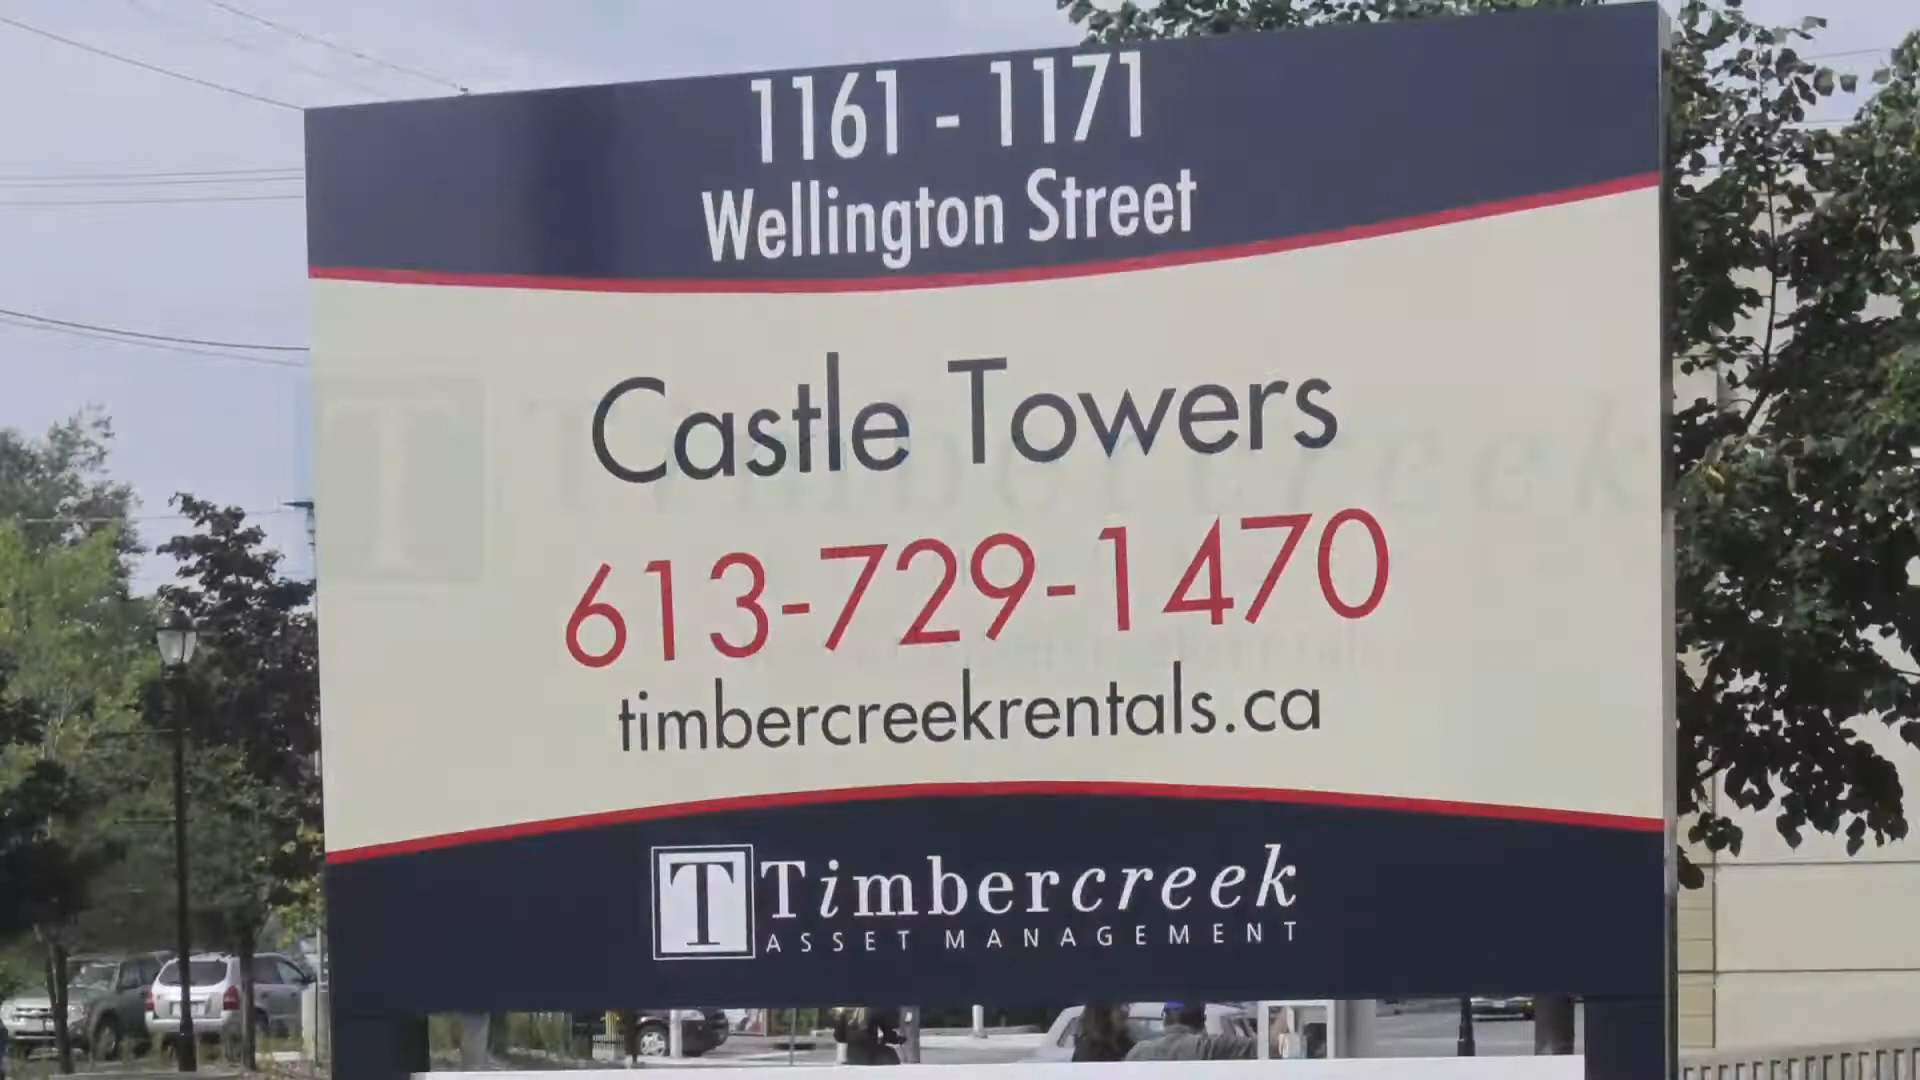 1161 - 1171
Wellington Street
Castle Towers
613-729-1470
timbercreekrentals.ca
T Timbercreek
ASSET MANAGEMENT